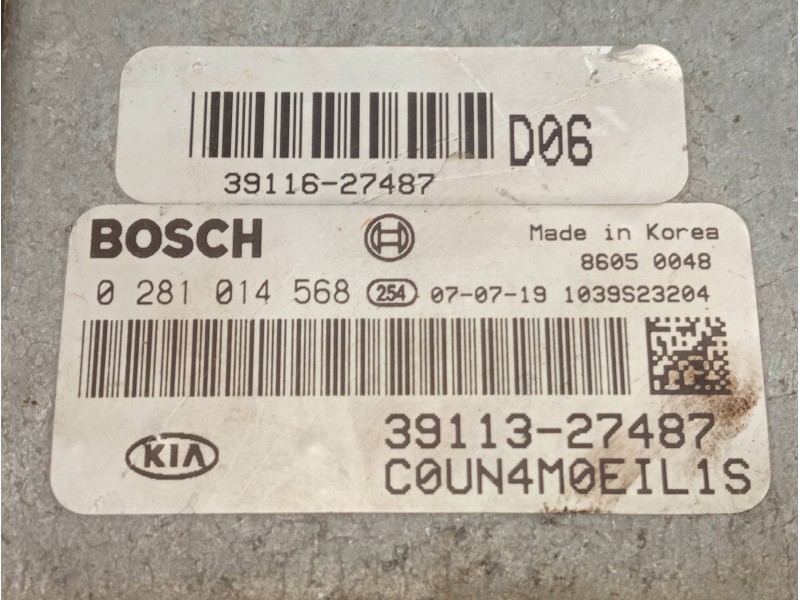 D06
39116-27487
BOSCH
Made in Korea
8605 0048
0 281 014 568 254 07-07-19 1039S23204
39113-27487
KIA
C0UN4M0EIL1S